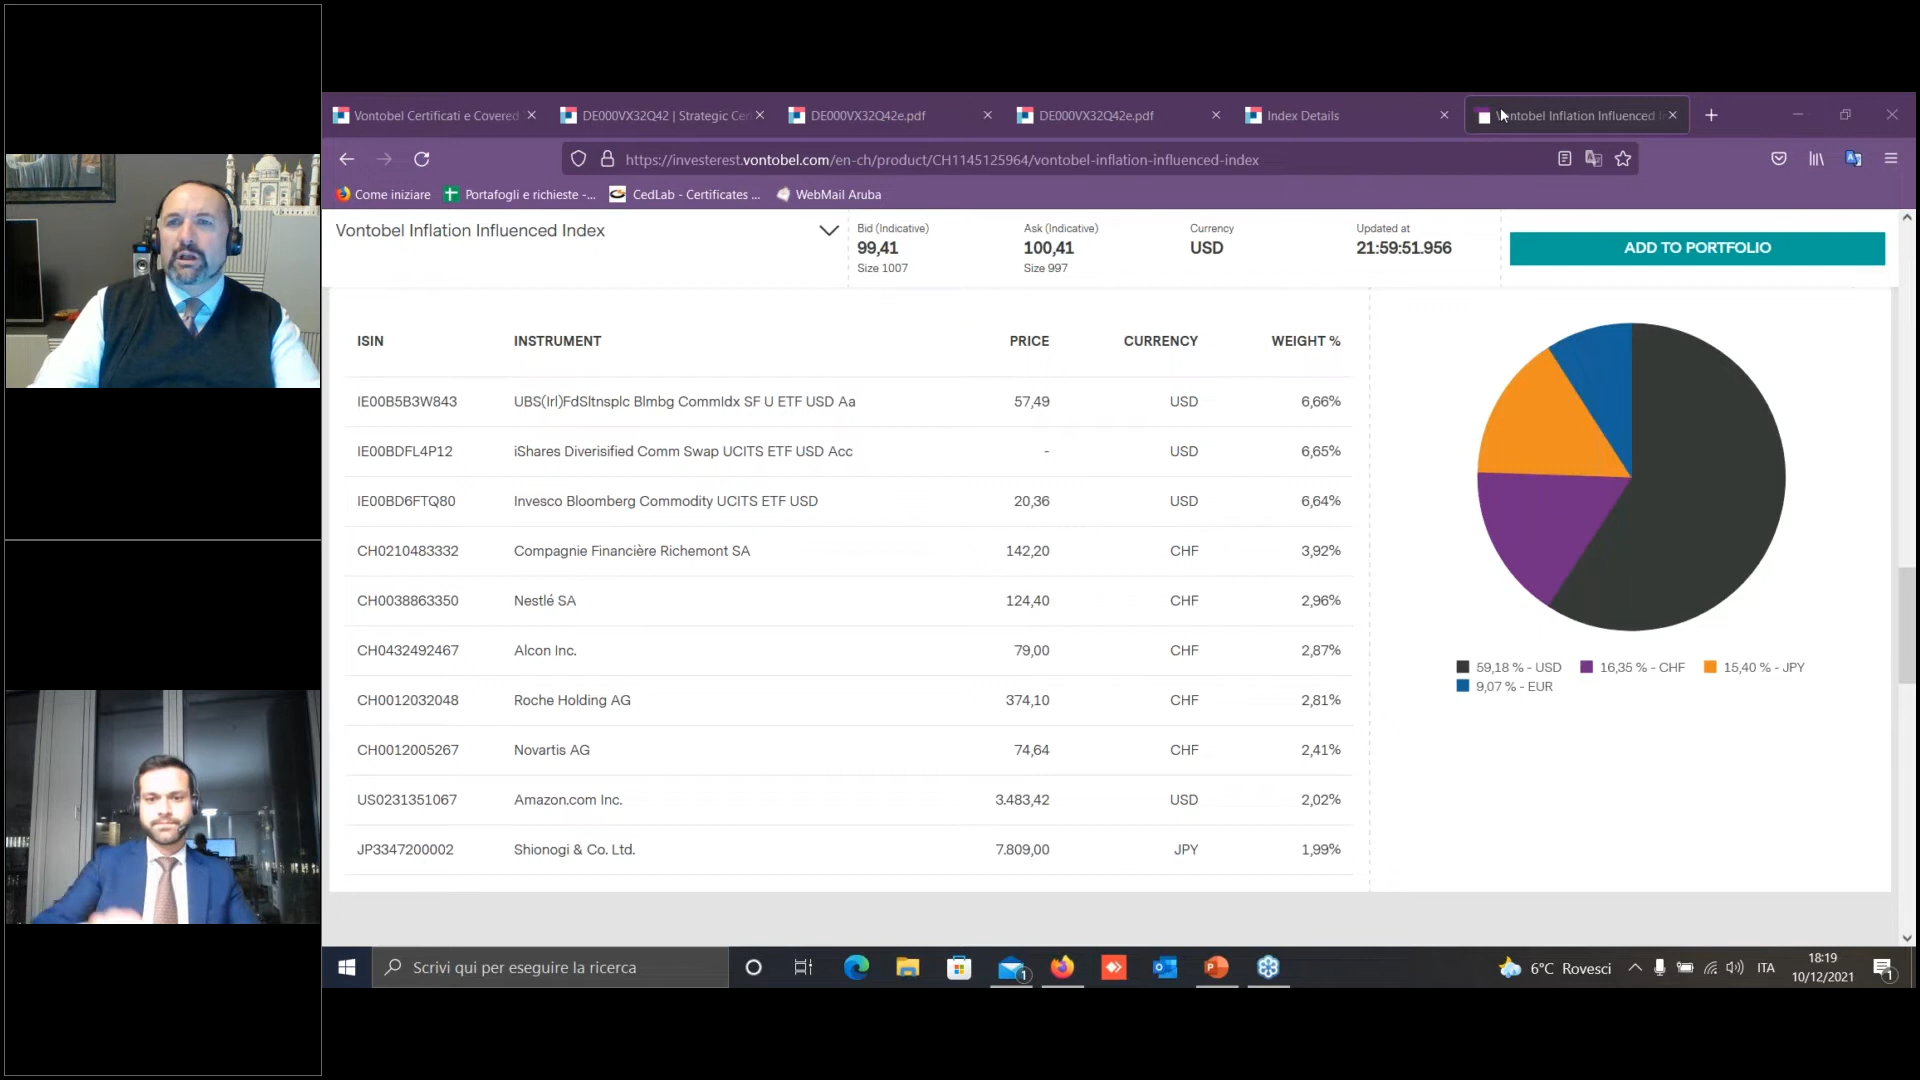 Vontobel Certificati e Covered
DE000VX32Q42 | Strategic Cer
DE000VX32Q42e.pdf
DE000VX32Q42e.pdf
Index Details
Vontobel Inflation Influenced I
https://investerest.vontobel.com/en-ch/product/CH1145125964/vontobel-inflation-influenced-index
Come iniziare
Portafogli e richieste -...
CedLab - Certificates ...
WebMail Aruba
Vontobel Inflation Influenced Index
Bid (Indicative)
99,41
Size 1007
Ask (Indicative)
100,41
Size 997
Currency
USD
Updated at
21:59:51.956
ADD TO PORTFOLIO
ISIN INSTRUMENT PRICE CURRENCY WEIGHT %
IE00B5B3W843 UBS(Irl)FdSltnsplc Blmbg CommIdx SF U ETF USD Aa 57,49 USD 6,66%
IE00BDFL4P12 iShares Diverisified Comm Swap UCITS ETF USD Acc - USD 6,65%
IE00BD6FTQ80 Invesco Bloomberg Commodity UCITS ETF USD 20,36 USD 6,64%
CH0210483332 Compagnie Financière Richemont SA 142,20 CHF 3,92%
CH0038863350 Nestlé SA 124,40 CHF 2,96%
CH0432492467 Alcon Inc. 79,00 CHF 2,87%
CH0012032048 Roche Holding AG 374,10 CHF 2,81%
CH0012005267 Novartis AG 74,64 CHF 2,41%
US0231351067 Amazon.com Inc. 3.483,42 USD 2,02%
JP3347200002 Shionogi & Co. Ltd. 7.809,00 JPY 1,99%
59,18 % - USD 16,35 % - CHF 15,40 % - JPY
9,07 % - EUR
Scrivi qui per eseguire la ricerca
1
6°C Rovesci
ITA
18:19
10/12/2021
1